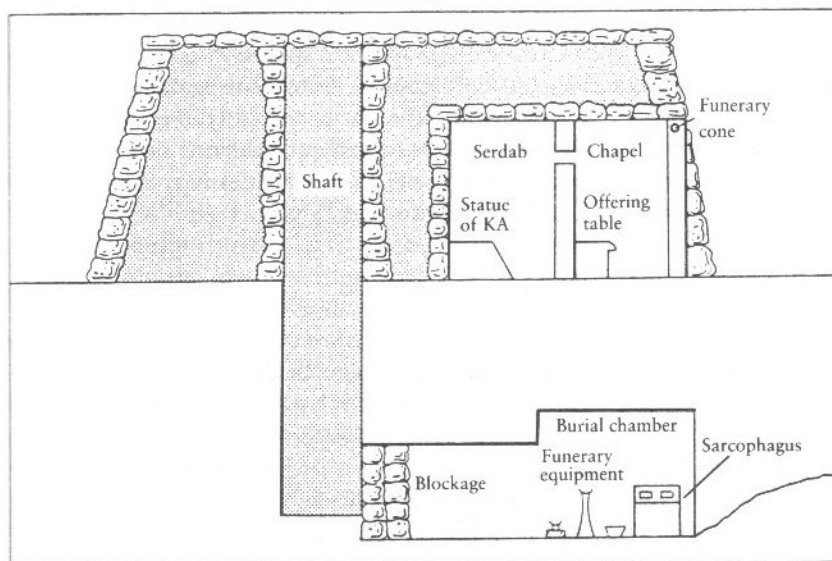 Funerary
cone
Serdab
Chapel
Shaft
Statue
of KA
Offering
table
Burial chamber
Sarcophagus
Funerary
equipment
Blockage